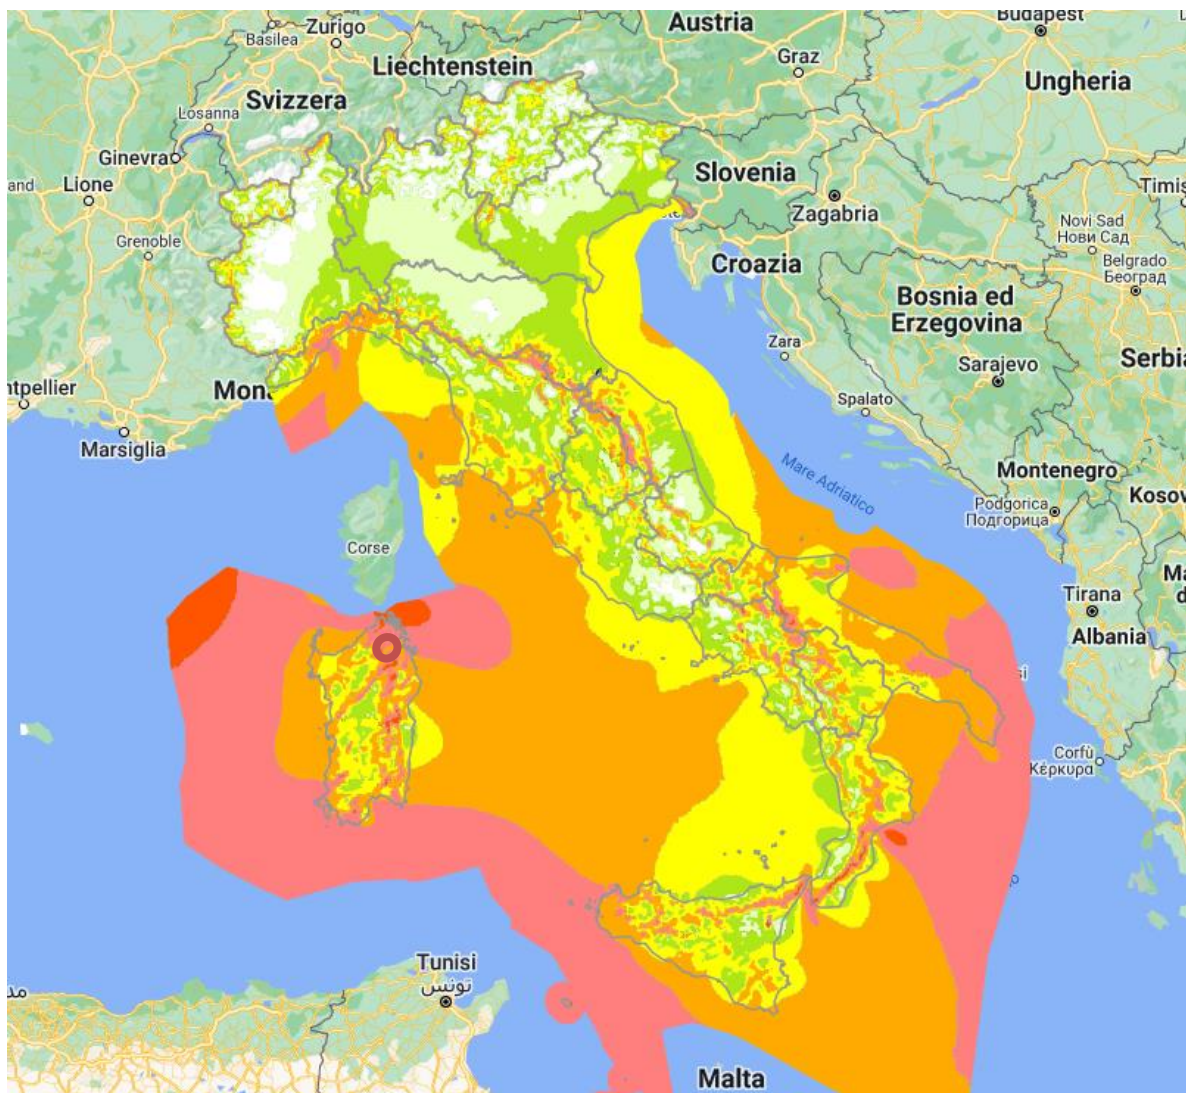 Budapest
Austria
Basilea
Zurigo
Graz
Liechtenstein
Ungheria
Svizzera
Losanna
Ginevra
Slovenia
Lione
Zagabria
Novi Sad
Нови Сад
Grenoble
Croazia
Belgrado
Београд
Bosnia ed
Erzegovina
Zara
Sarajevo
Spalato
Marsiglia
Mare Adriatico
Montenegro
Podgorica
Подгорица
Corse
Tirana
Albania
Corfù
Κέρκυρα
Tunisi
تونس
Malta